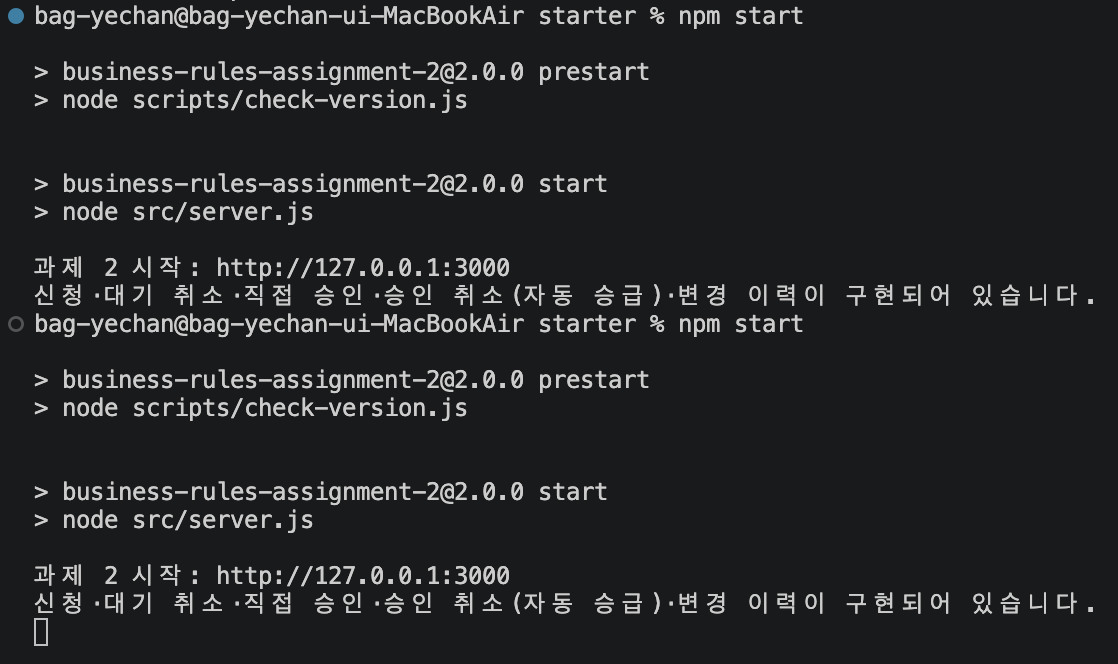 bag-yechan@bag-yechan-ui-MacBookAir starter % npm start
> business-rules-assignment-2@2.0.0 prestart
> node scripts/check-version.js
> business-rules-assignment-2@2.0.0 start
> node src/server.js
과제 2 시작: http://127.0.0.1:3000
신청·대기 취소·직접 승인·승인 취소(자동 승급)·변경 이력이 구현되어 있습니다.
bag-yechan@bag-yechan-ui-MacBookAir starter % npm start
> business-rules-assignment-2@2.0.0 prestart
> node scripts/check-version.js
> business-rules-assignment-2@2.0.0 start
> node src/server.js
과제 2 시작: http://127.0.0.1:3000
신청·대기 취소·직접 승인·승인 취소(자동 승급)·변경 이력이 구현되어 있습니다.